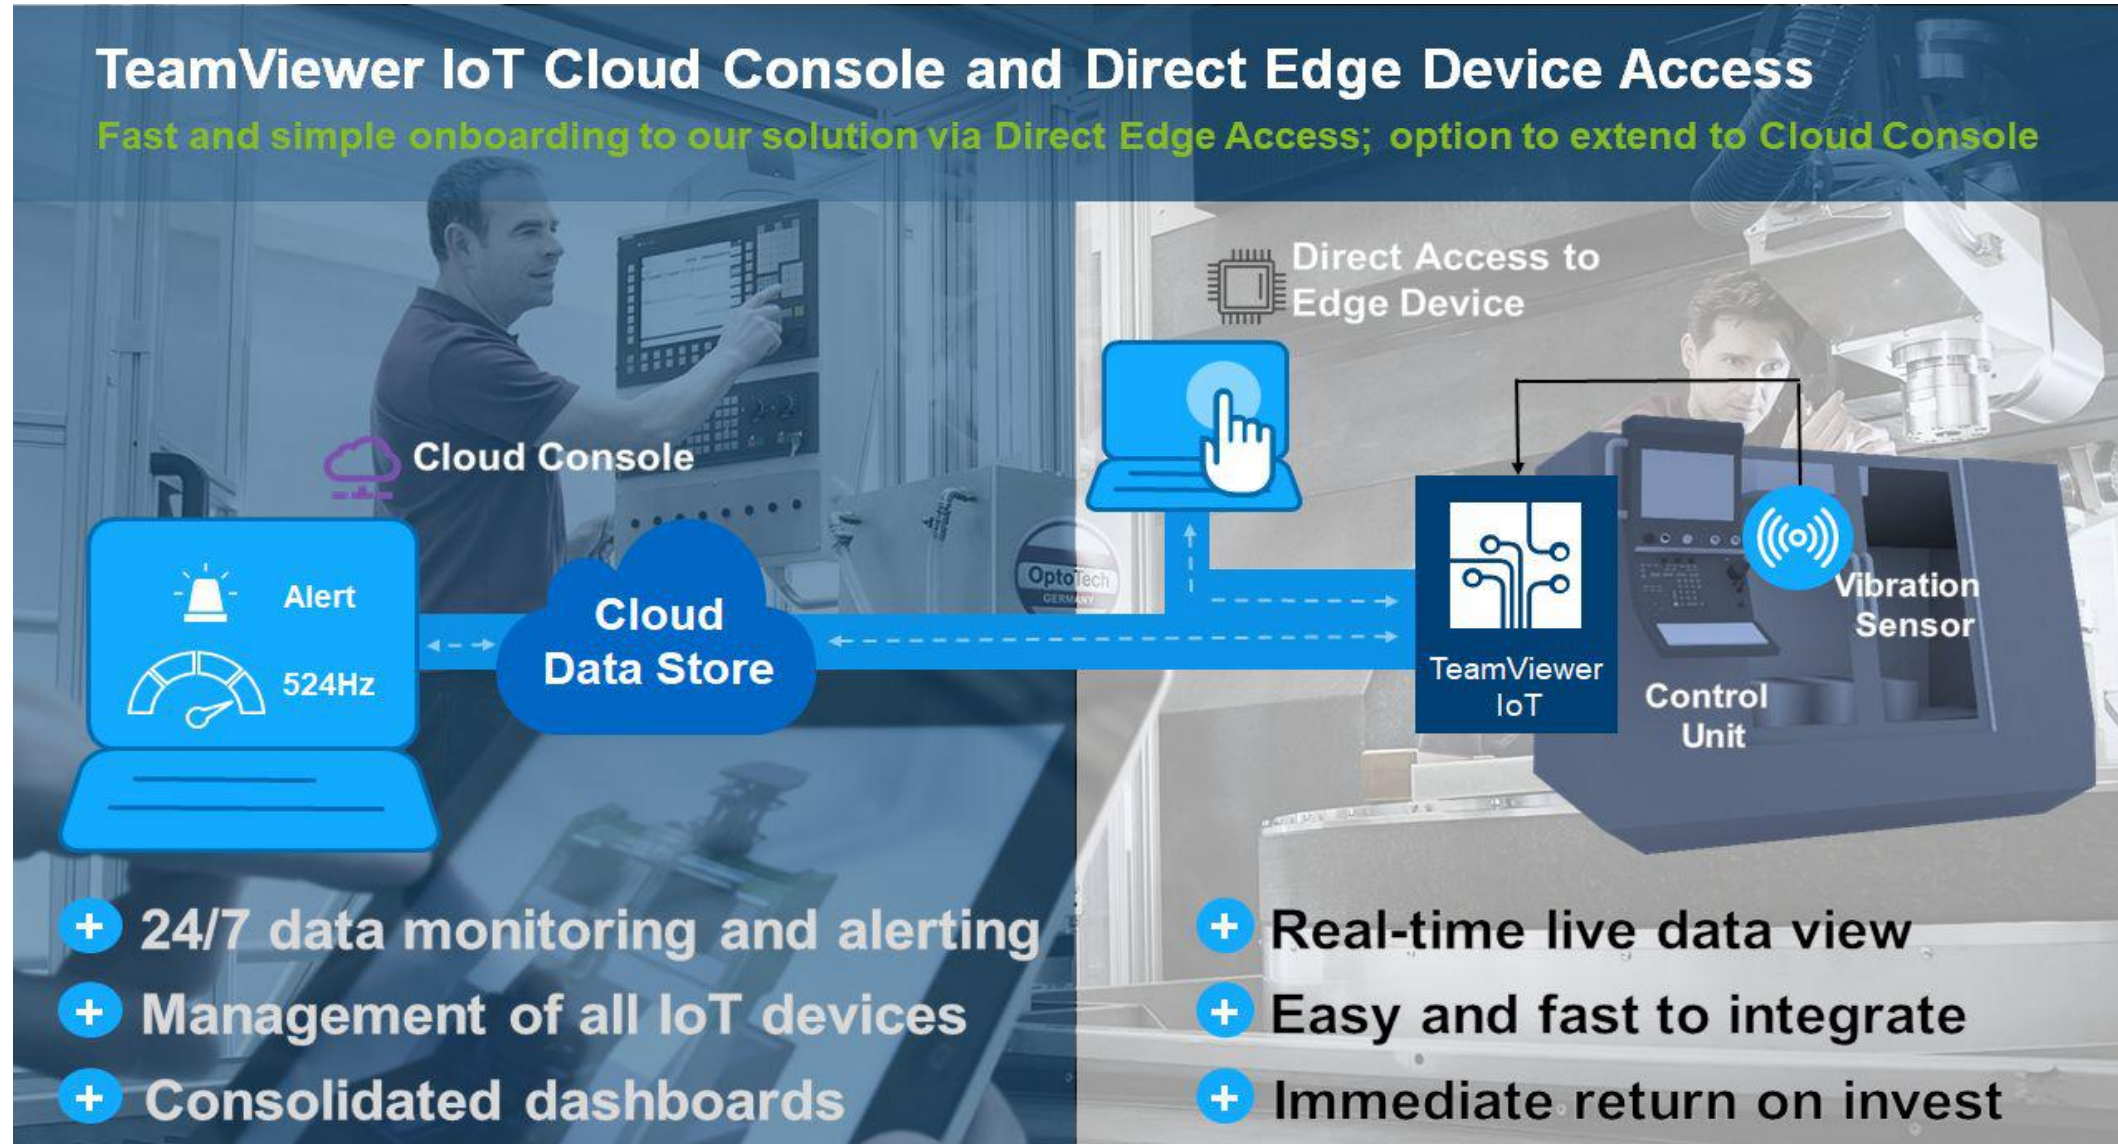 TeamViewer IoT Cloud Console and Direct Edge Device Access
Fast and simple onboarding to our solution via Direct Edge Access; option to extend to Cloud Console
Direct Access to
Edge Device
Cloud Console
Alert
524Hz
Cloud
Data Store
OptoTech
GERMANY
TeamViewer
IoT
Vibration
Sensor
Control
Unit
24/7 data monitoring and alerting
Management of all IoT devices
Consolidated dashboards
Real-time live data view
Easy and fast to integrate
Immediate return on invest